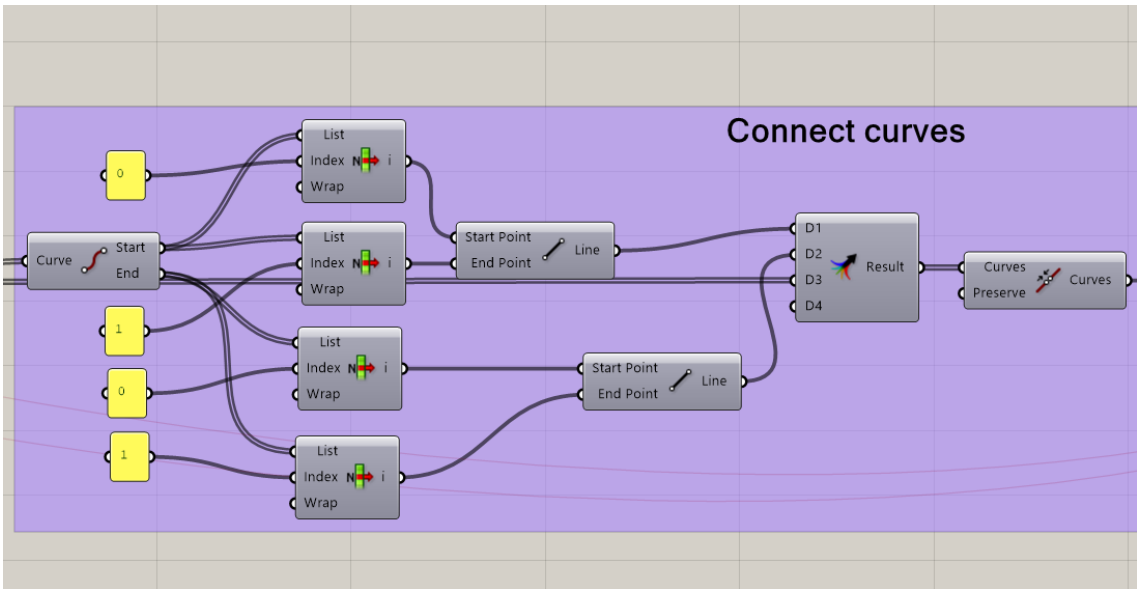 Connect curves
0
List
Index N i
Wrap
Curve
Start
End
List
Index N i
Wrap
Start Point
End Point
Line
D1
D2
D3
D4
Result
Curves
Preserve
Curves
1
List
Index N i
Wrap
0
Start Point
End Point
Line
1
List
Index N i
Wrap